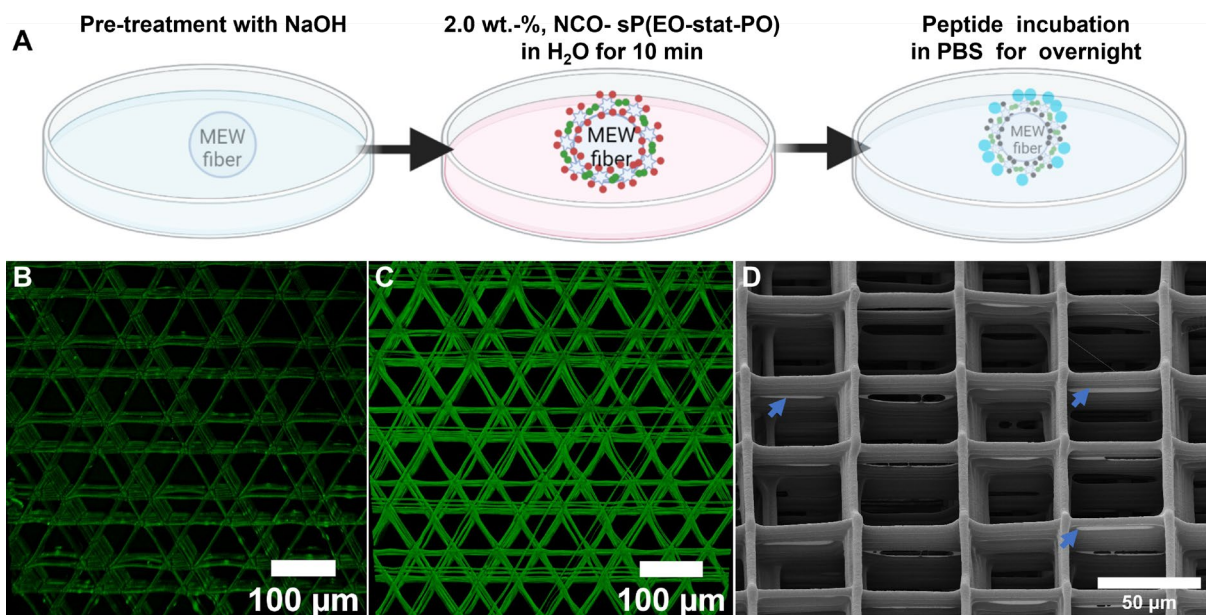 A
Pre-treatment with NaOH
2.0 wt.-%, NCO- sP(EO-stat-PO)
in H₂O for 10 min
Peptide incubation
in PBS for overnight
MEW
fiber
MEW
fiber
MEW
fiber
B
100 µm
C
100 µm
D
50 µm